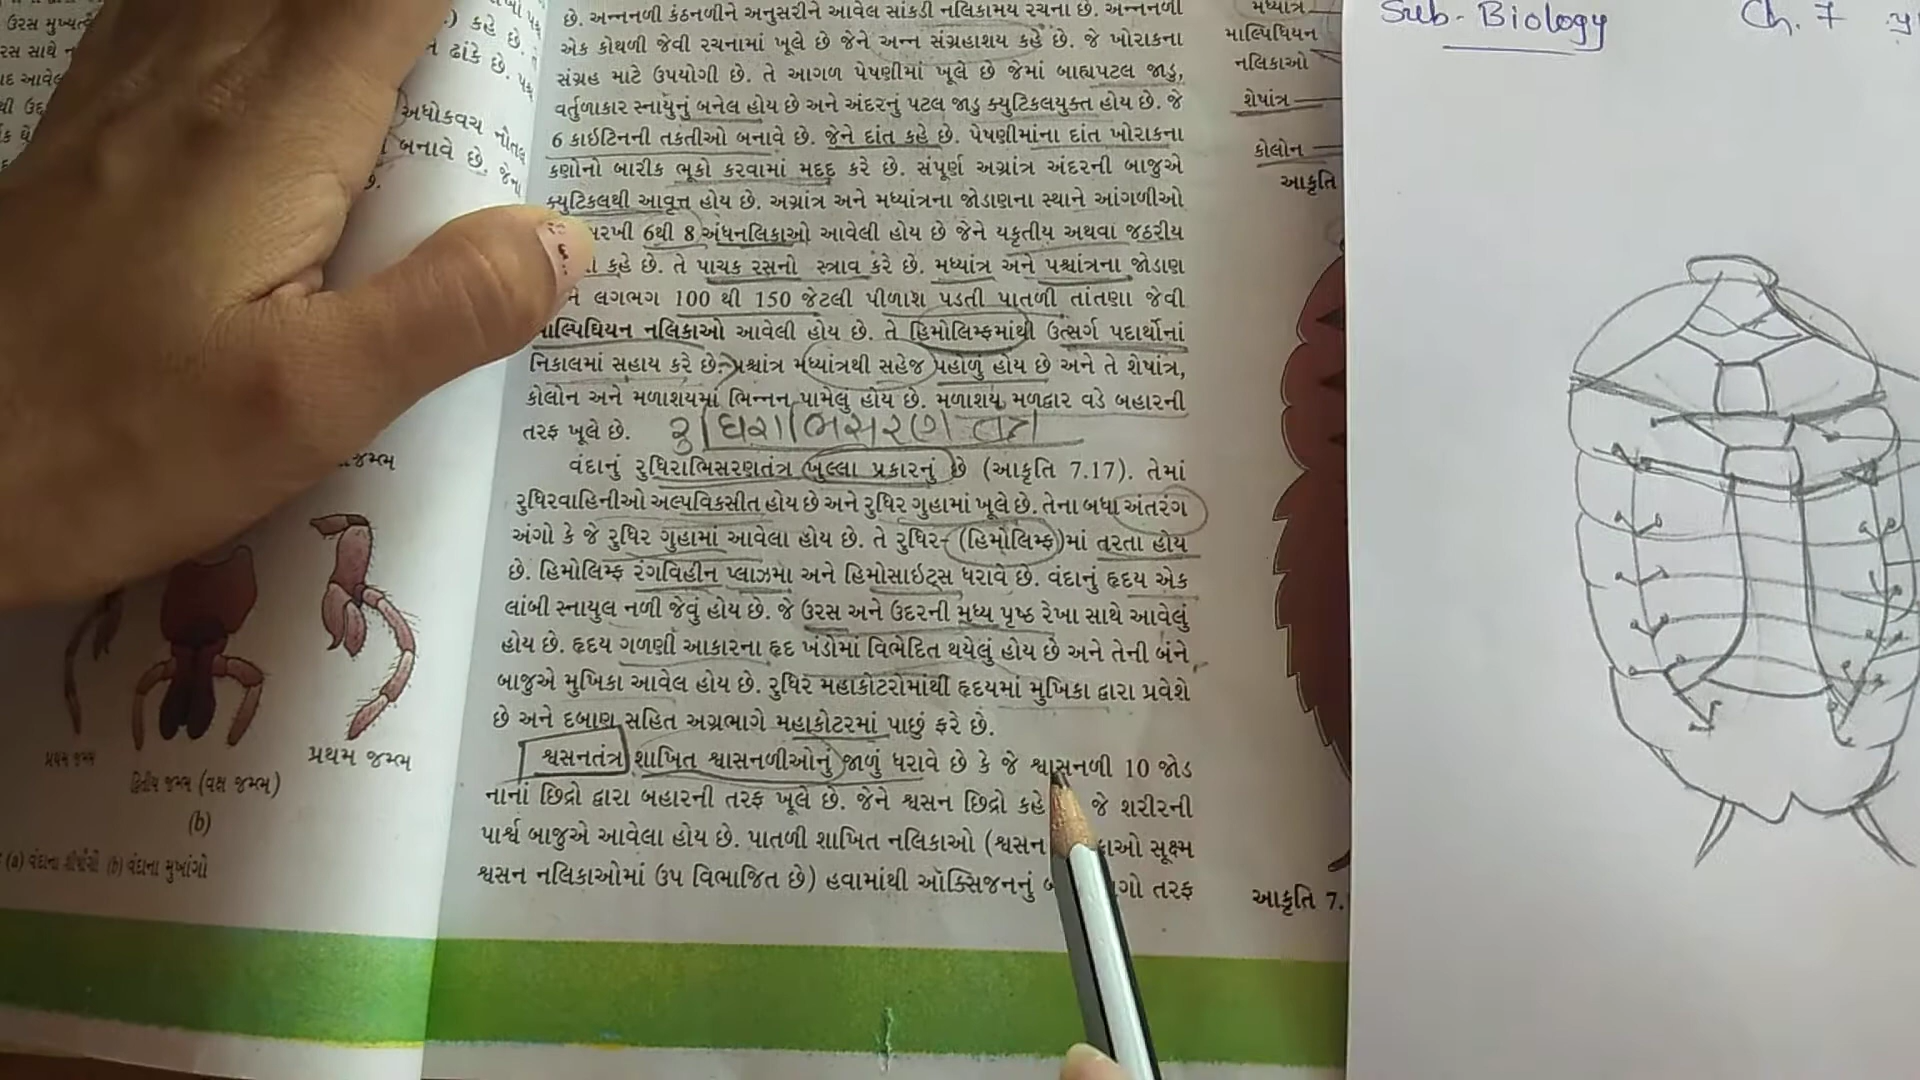 ઉરસ મુખ્યત્વે
રસ સાથે
) કહે છે.
ને ઢાંકે છે.
અધોકવચ નોતલ
બનાવે છે. જેના
પ્રથમ જમ્ભ
દ્વિતીય જમ્ભ (વક્ષ જમ્ભ)
પ્રથમ જમ્ભ
(b)
(a) વંદાના શીર્ષાંગો (b) વંદાના મુખાંગો
છે. અન્નનળી કંઠનળીને અનુસરીને આવેલ સાંકડી નલિકામય રચના છે. અન્નનળી
એક કોથળી જેવી રચનામાં ખૂલે છે જેને અન્ન સંગ્રહાશય કહે છે. જે ખોરાકના
સંગ્રહ માટે ઉપયોગી છે. તે આગળ પેષણીમાં ખૂલે છે જેમાં બાહ્યપટલ જાડુ,
વર્તુળાકાર સ્નાયુનું બનેલ હોય છે અને અંદરનું પટલ જાડુ ક્યુટિકલયુક્ત હોય છે. જે
6 કાઇટિનની તકતીઓ બનાવે છે. જેને દાંત કહે છે. પેષણીમાંના દાંત ખોરાકના
કણોનો બારીક ભૂકો કરવામાં મદદ કરે છે. સંપૂર્ણ અગ્રાંત્ર અંદરની બાજુએ
ક્યુટિકલથી આવૃત્ત હોય છે. અગ્રાંત્ર અને મધ્યાંત્રના જોડાણના સ્થાને આંગળીઓ
સરખી 6થી 8 અંધનલિકાઓ આવેલી હોય છે જેને યકૃતીય અથવા જઠરીય
કહે છે. તે પાચક રસનો સ્ત્રાવ કરે છે. મધ્યાંત્ર અને પશ્ચાંત્રના જોડાણ
લગભગ 100 થી 150 જેટલી પીળાશ પડતી પાતળી તાંતણા જેવી
માલ્પિઘિયન નલિકાઓ આવેલી હોય છે. તે હિમોલિમ્ફમાંથી ઉત્સર્ગ પદાર્થોનાં
નિકાલમાં સહાય કરે છે. પશ્ચાંત્ર મધ્યાંત્રથી સહેજ પહોળું હોય છે અને તે શેષાંત્ર,
કોલોન અને મળાશયમાં ભિન્નન પામેલું હોય છે. મળાશય મળદ્વાર વડે બહારની
તરફ ખૂલે છે. રુધિરાભિસરણ તંત્ર
વંદાનું રુધિરાભિસરણતંત્ર ખુલ્લા પ્રકારનું છે (આકૃતિ 7.17). તેમાં
રુધિરવાહિનીઓ અલ્પવિકસીત હોય છે અને રુધિર ગુહામાં ખૂલે છે. તેના બધા અંતરંગ
અંગો કે જે રુધિર ગુહામાં આવેલા હોય છે. તે રુધિર- (હિમોલિમ્ફ)માં તરતા હોય
છે. હિમોલિમ્ફ રંગવિહીન પ્લાઝમા અને હિમોસાઇટ્સ ધરાવે છે. વંદાનું હૃદય એક
લાંબી સ્નાયુલ નળી જેવું હોય છે. જે ઉરસ અને ઉદરની મધ્ય પૃષ્ઠ રેખા સાથે આવેલું
હોય છે. હૃદય ગળણી આકારના હૃદ ખંડોમાં વિભેદિત થયેલું હોય છે અને તેની બંને
બાજુએ મુખિકા આવેલ હોય છે. રુધિર મહાકોટરોમાંથી હૃદયમાં મુખિકા દ્વારા પ્રવેશે
છે અને દબાણ સહિત અગ્રભાગે મહાકોટરમાં પાછું ફરે છે.
શ્વસનતંત્ર શાખિત શ્વાસનળીઓનું જાળું ધરાવે છે કે જે શ્વાસનળી 10 જોડ
નાનાં છિદ્રો દ્વારા બહારની તરફ ખૂલે છે. જેને શ્વસન છિદ્રો કહે જે શરીરની
પાર્શ્વ બાજુએ આવેલા હોય છે. પાતળી શાખિત નલિકાઓ (શ્વસન સૂક્ષ્મ
શ્વસન નલિકાઓમાં ઉપ વિભાજિત છે) હવામાંથી ઑક્સિજનનું તરફ
મધ્યાંત્ર
માલ્પિઘિયન
નલિકાઓ
શેષાંત્ર
કોલોન
આકૃતિ
આકૃતિ 7.
Sub- Biology Ch. 7